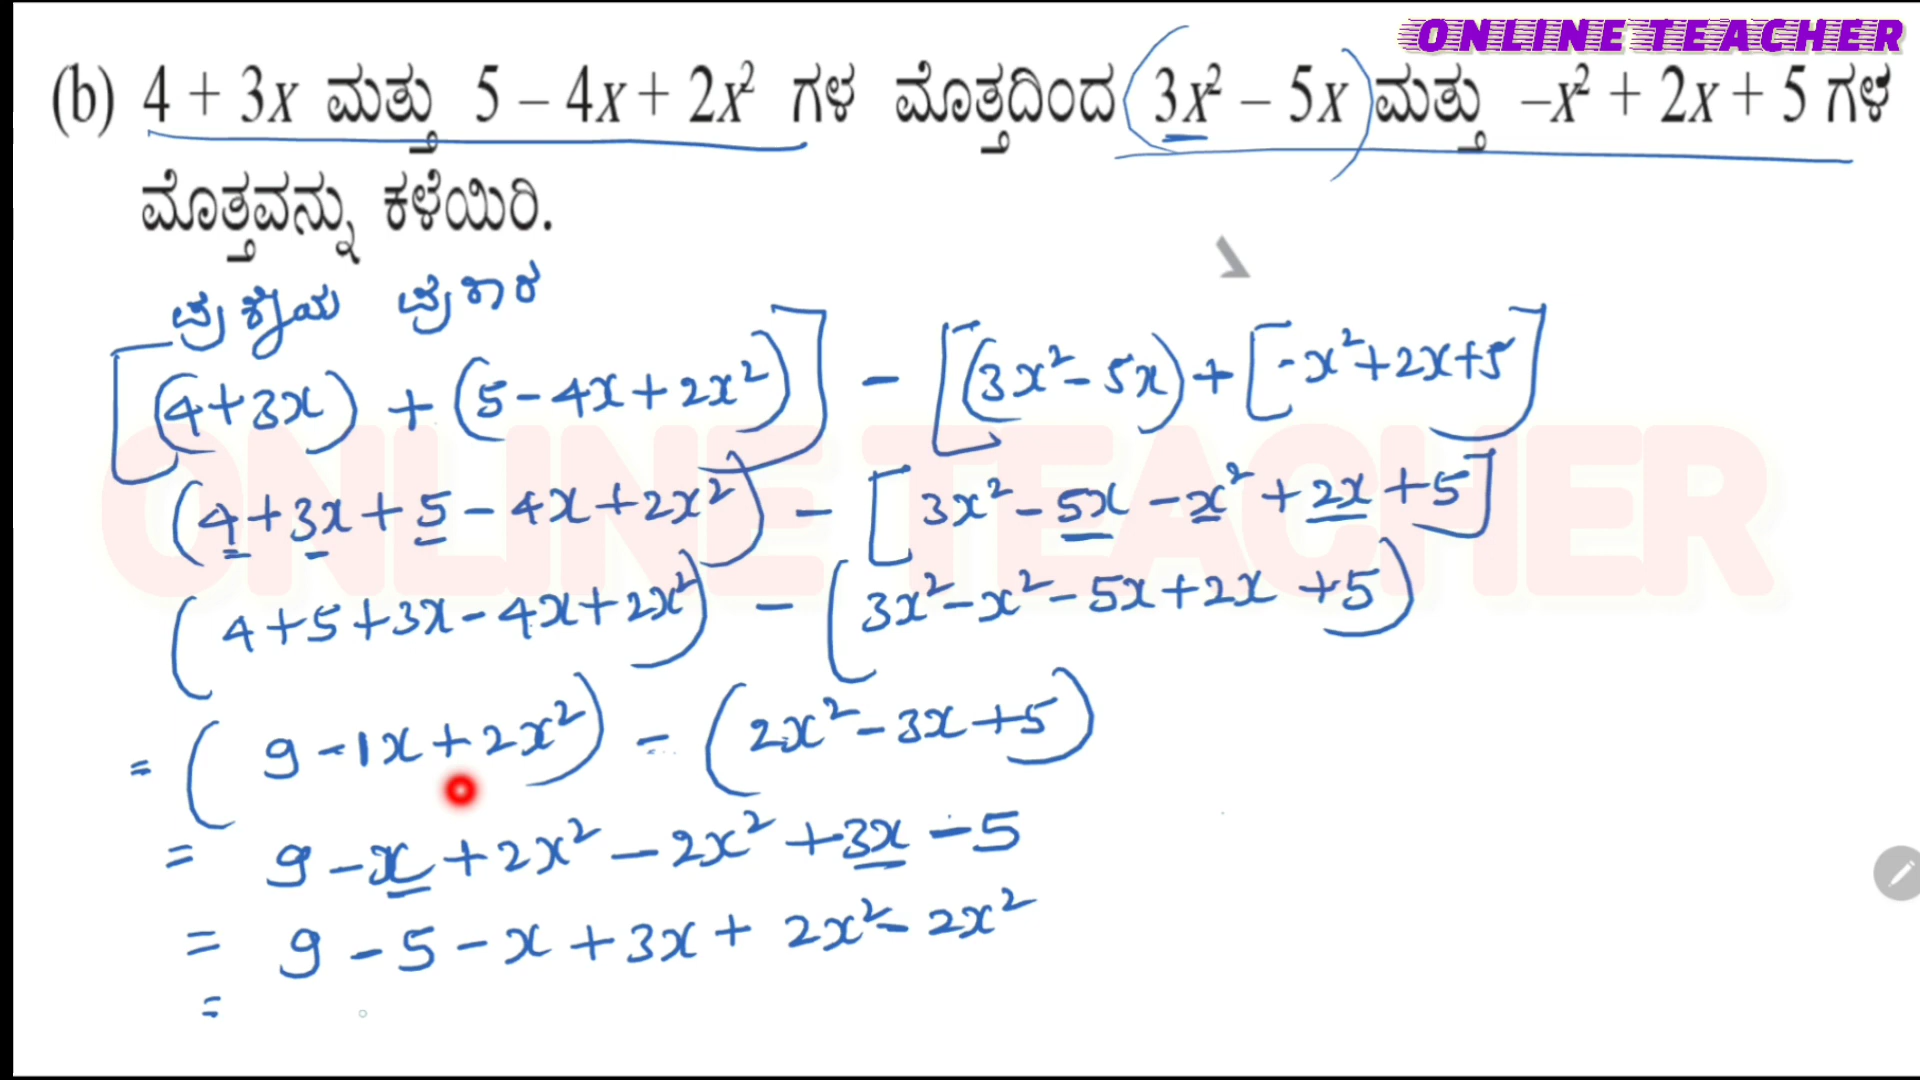 ONLINE TEACHER
(b) 4 + 3x ಮತ್ತು 5 – 4x + 2x² ಗಳ ಮೊತ್ತದಿಂದ 3x² – 5x ಮತ್ತು –x² + 2x + 5 ಗಳ
ಮೊತ್ತವನ್ನು ಕಳೆಯಿರಿ.
ಪ್ರಕ್ರಿಯ ಪ್ರಕಾರ
[(4+3x) + (5-4x+2x²)] - [(3x²-5x) + [-x²+2x+5]
(4+3x+5-4x+2x²) - [3x²-5x-x²+2x+5]
(4+5+3x-4x+2x²) - (3x²-x²-5x+2x+5)
= (9-1x+2x²) - (2x²-3x+5)
= 9-x+2x²-2x²+3x-5
= 9-5-x+3x+2x²-2x²
=
ONLINE TEACHER